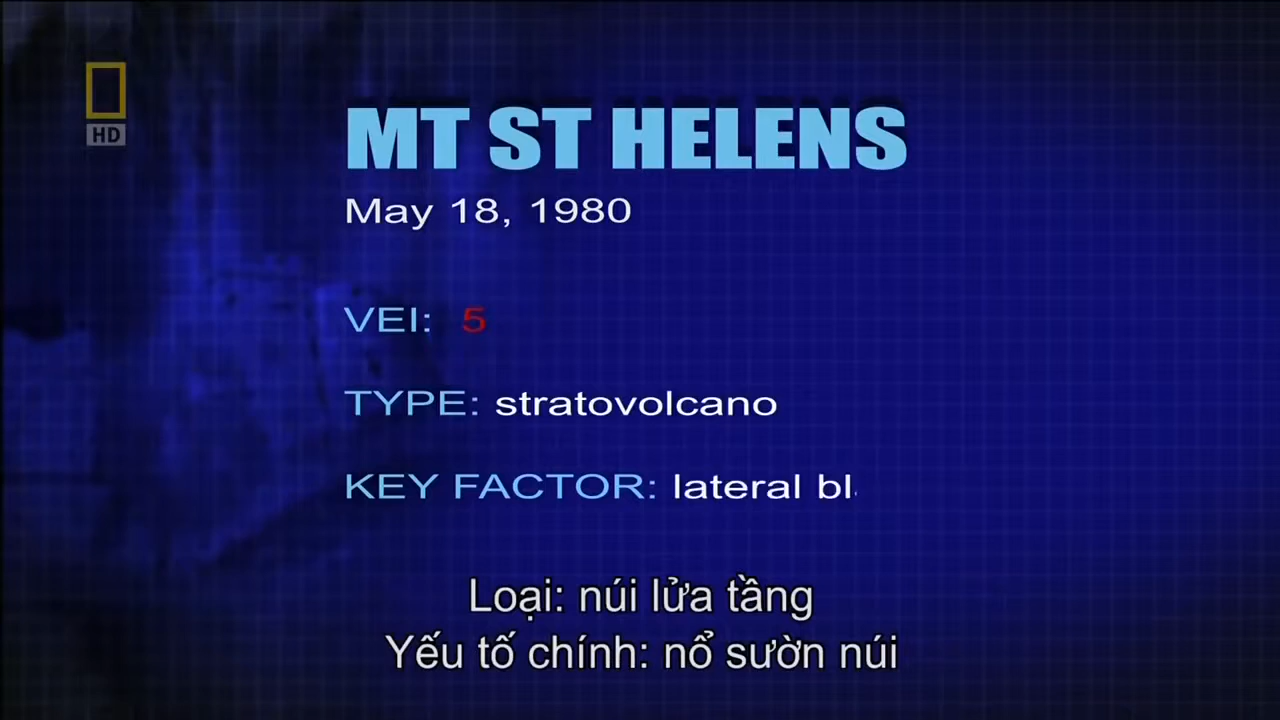 HD
MT ST HELENS
May 18, 1980
VEI: 5
TYPE: stratovolcano
KEY FACTOR: lateral
Loại: núi lửa tầng
Yếu tố chính: nổ sườn núi